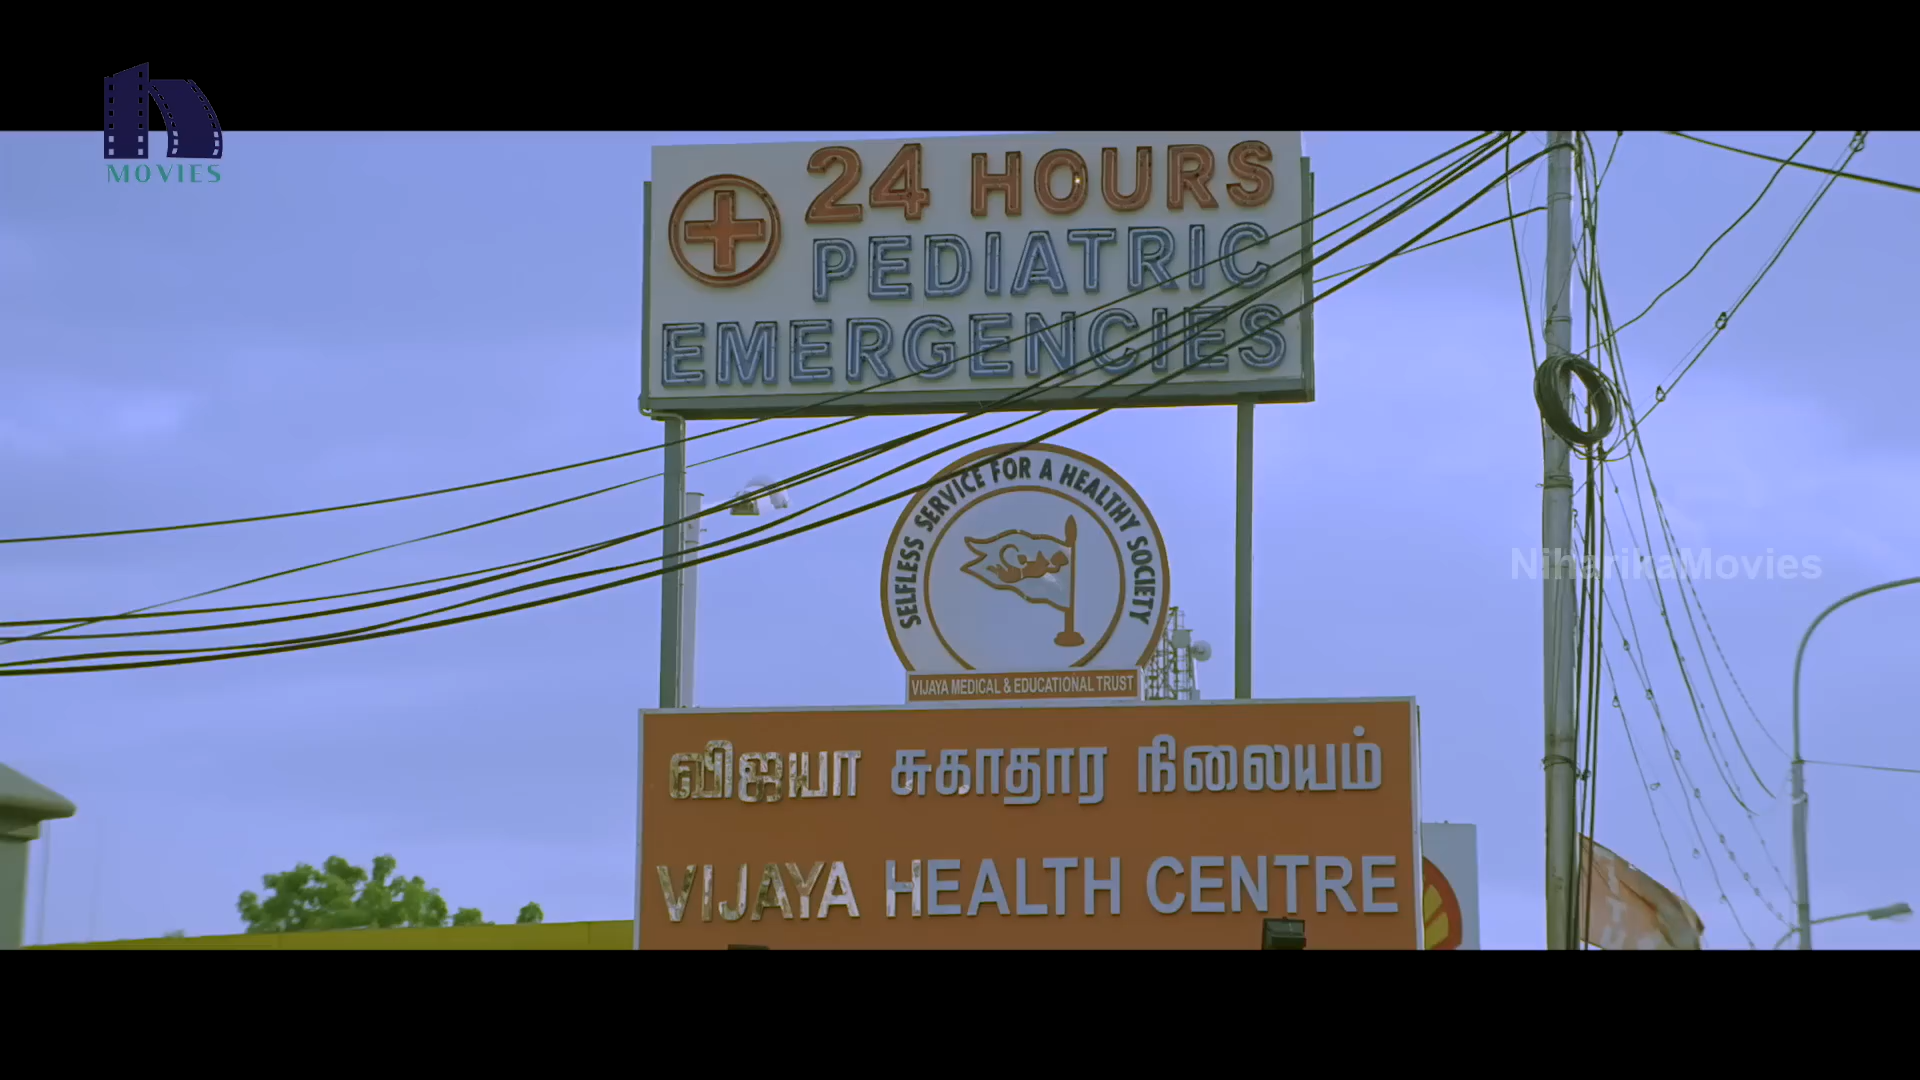 MOVIES
24 HOURS
PEDIATRIC
EMERGENCIES
SELFLESS SERVICE FOR A HEALTHY SOCIETY
NiharikaMovies
VIJAYA MEDICAL & EDUCATIONAL TRUST
விஜயா சுகாதார நிலையம்
VIJAYA HEALTH CENTRE